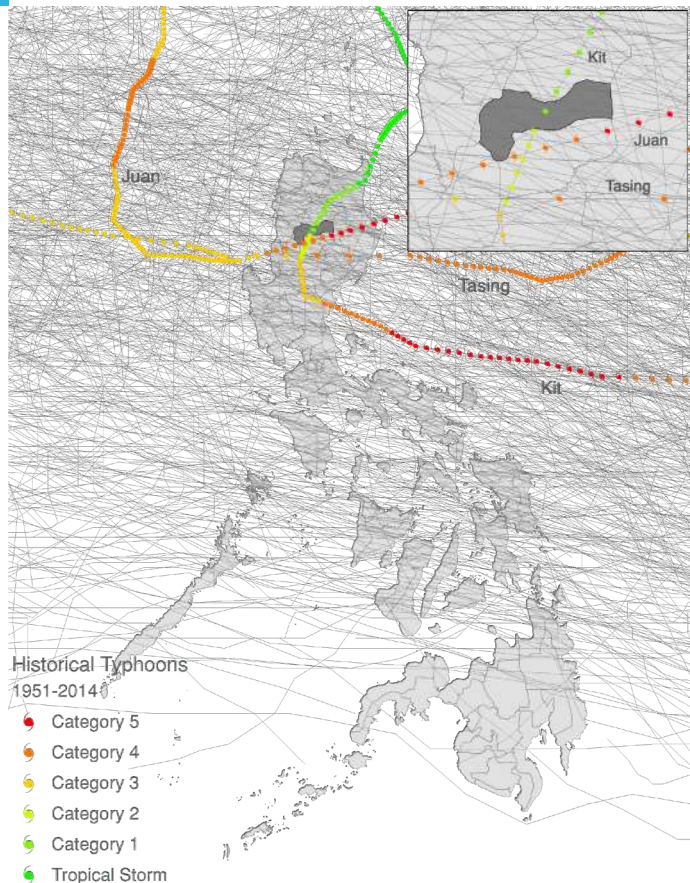 Kit
Juan
Tasing
Juan
Tasing
Kit
Historical Typhoons
1951-2014
Category 5
Category 4
Category 3
Category 2
Category 1
Tropical Storm